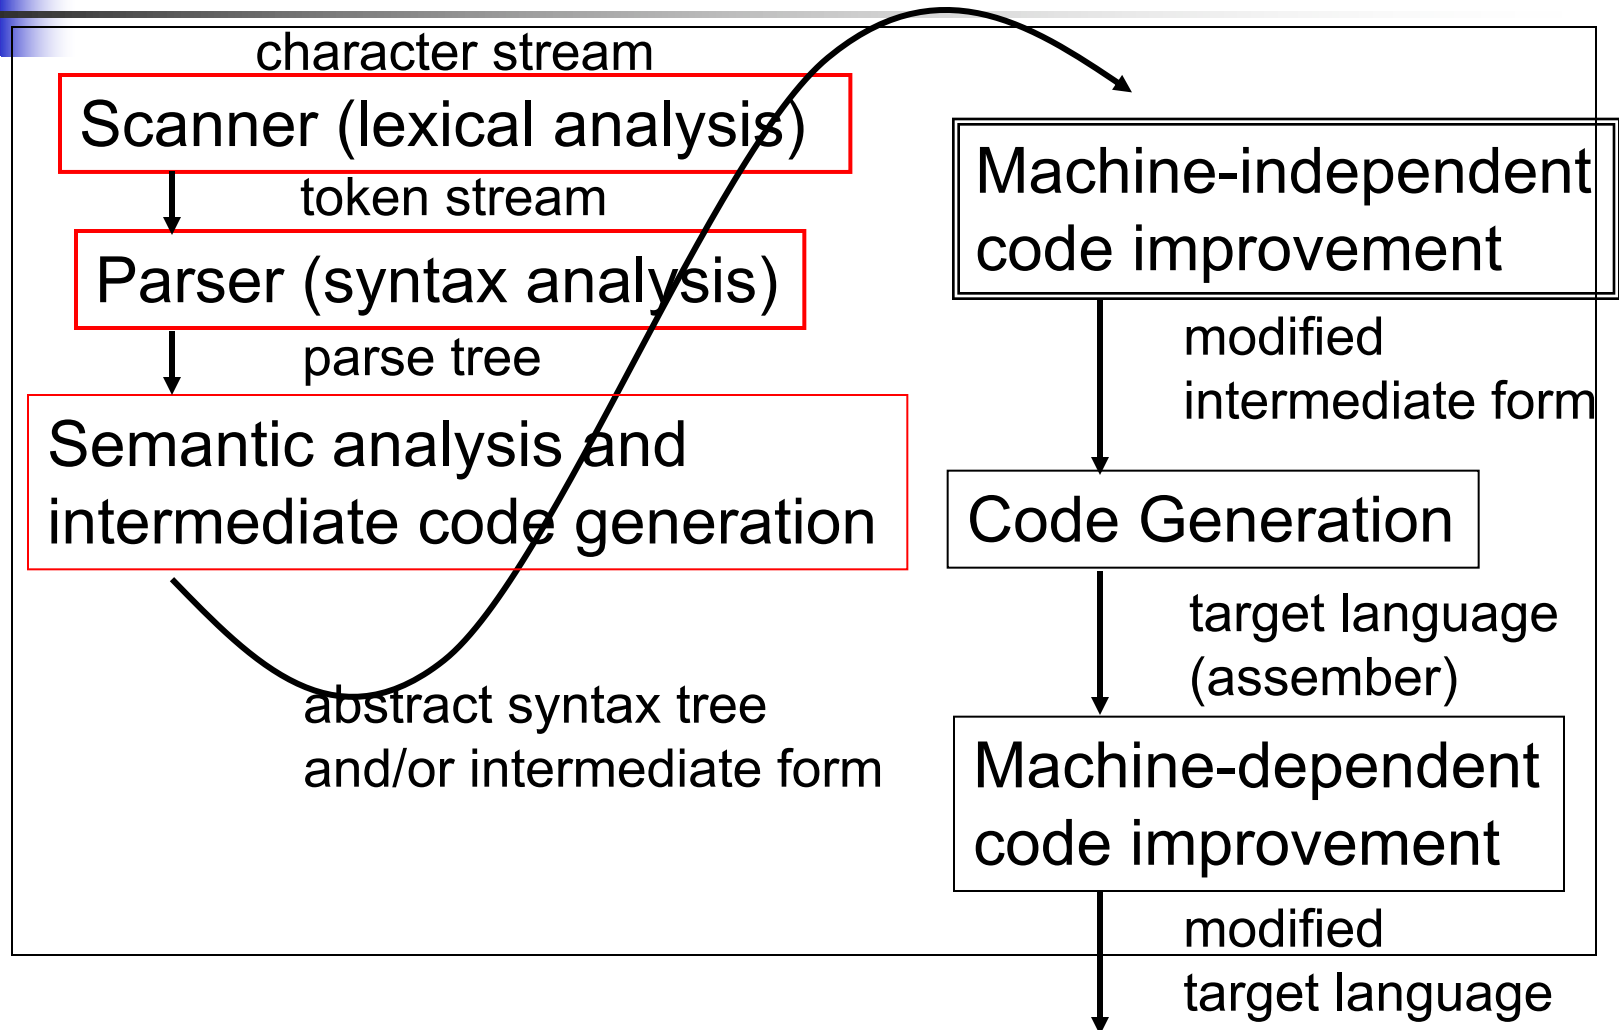 character stream
Scanner (lexical analysis)
token stream
Parser (syntax analysis)
parse tree
Semantic analysis and
intermediate code generation
abstract syntax tree
and/or intermediate form
Machine-independent
code improvement
modified
intermediate form
Code Generation
target language
(assember)
Machine-dependent
code improvement
modified
target language